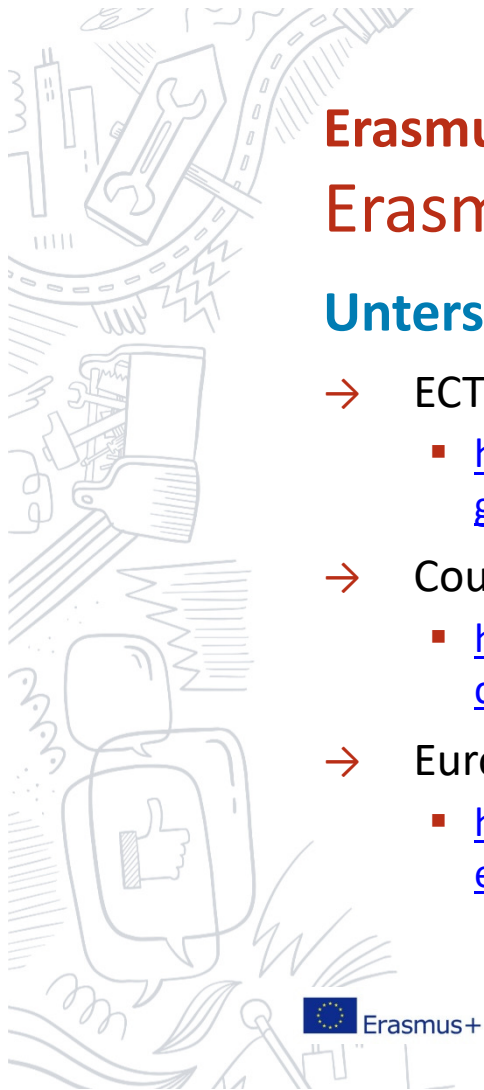 Erasmu
Erasm
Unters
→ ECT
▪ h
g
→ Cou
▪ h
→ Eur
▪ h
e
Erasmus+